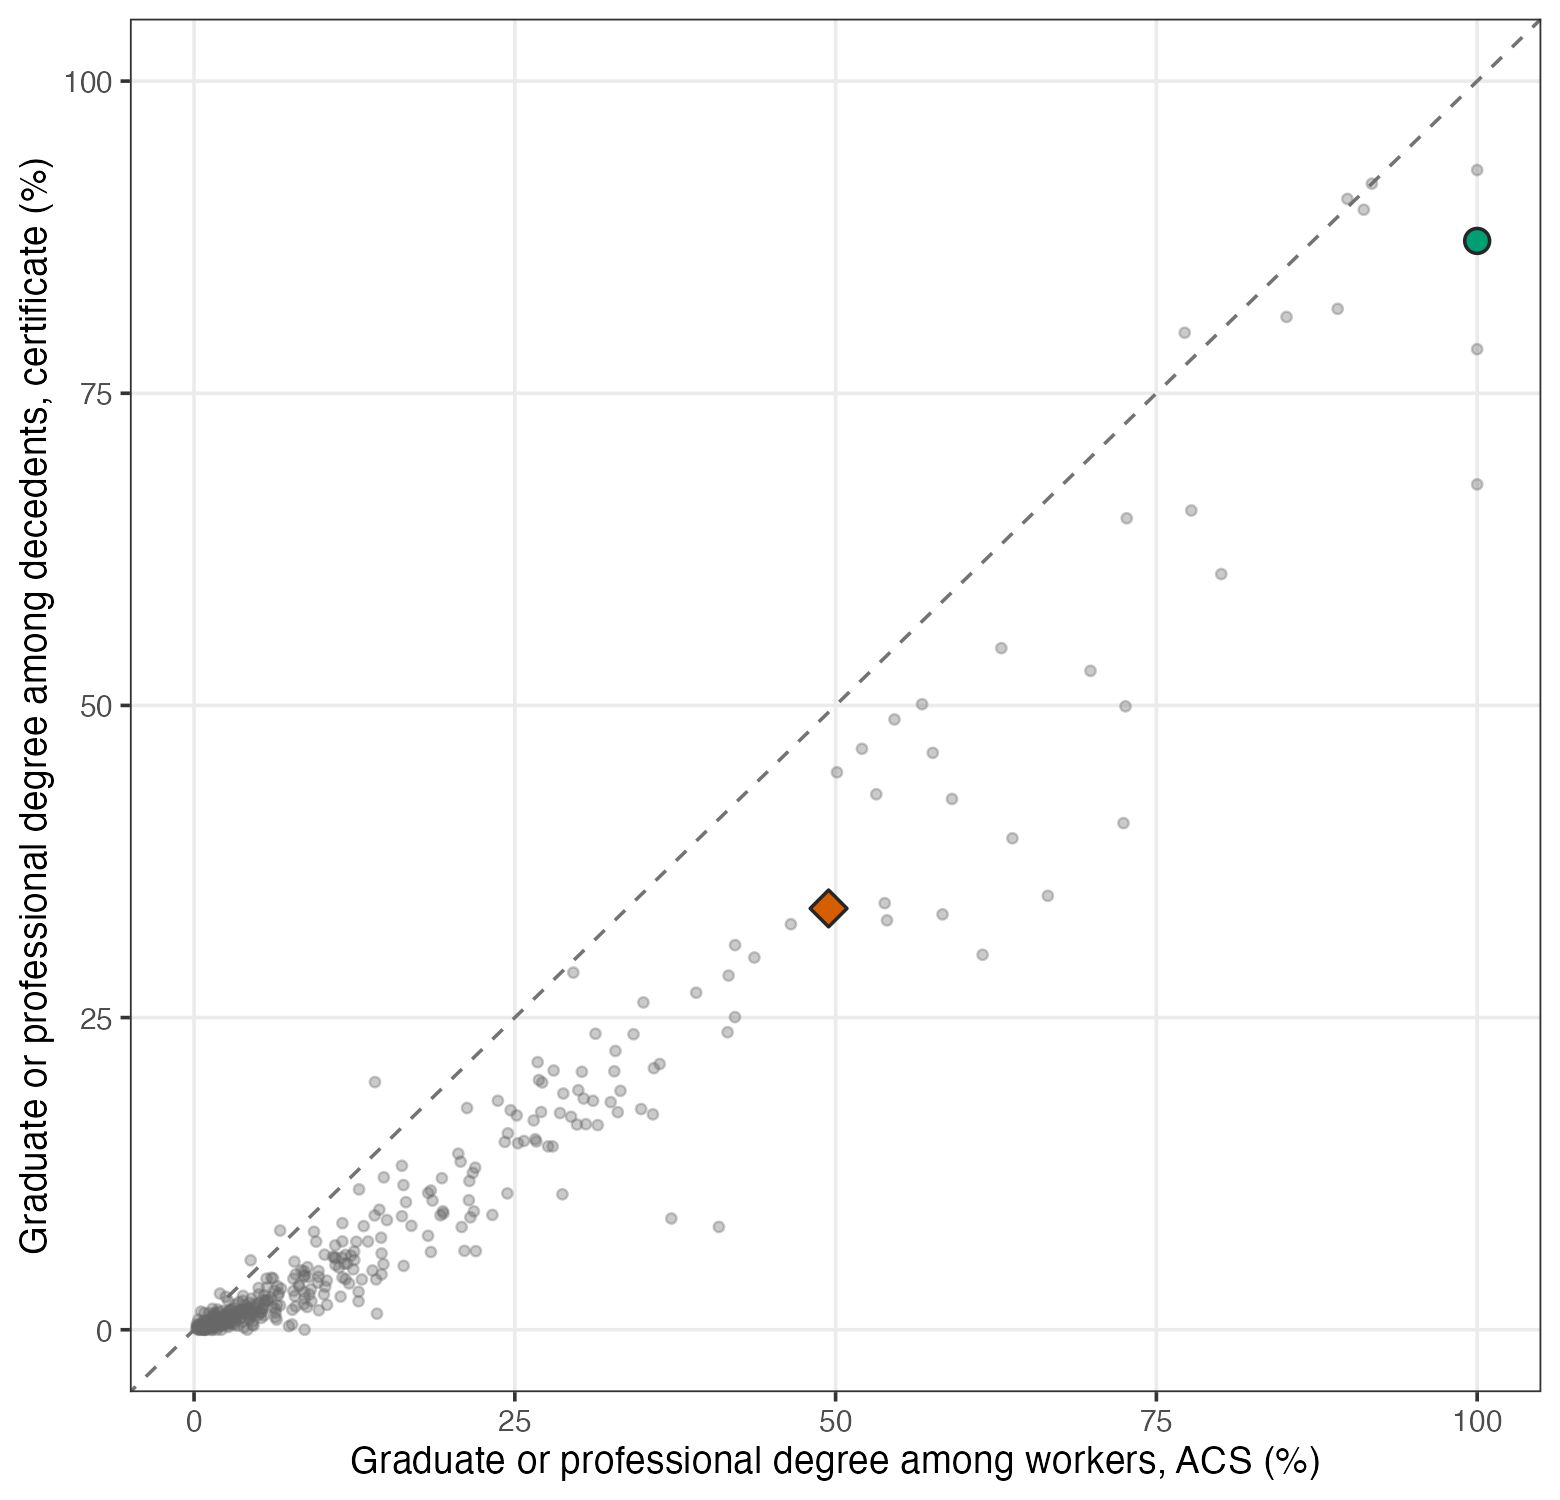 Graduate or professional degree among decedents, certificate (%)
100
75
50
25
0
0 25 50 75 100
Graduate or professional degree among workers, ACS (%)